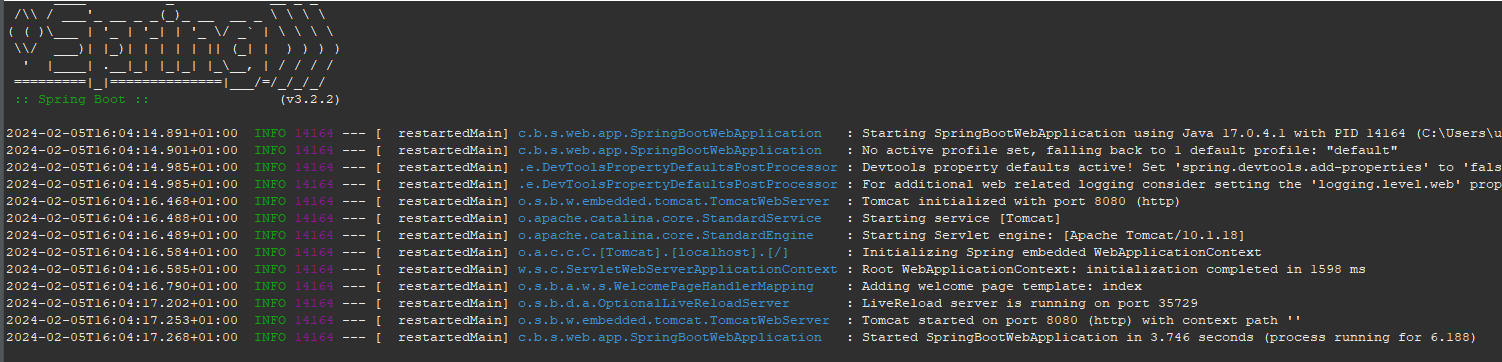 :: Spring Boot :: (v3.2.2)
2024-02-05T16:04:14.891+01:00 INFO 14164 --- [ restartedMain] c.b.s.web.app.SpringBootWebApplication : Starting SpringBootWebApplication using Java 17.0.4.1 with PID 14164 (C:\Users\u
2024-02-05T16:04:14.901+01:00 INFO 14164 --- [ restartedMain] c.b.s.web.app.SpringBootWebApplication : No active profile set, falling back to 1 default profile: "default"
2024-02-05T16:04:14.985+01:00 INFO 14164 --- [ restartedMain] .e.DevToolsPropertyDefaultsPostProcessor : Devtools property defaults active! Set 'spring.devtools.add-properties' to 'fals
2024-02-05T16:04:14.985+01:00 INFO 14164 --- [ restartedMain] .e.DevToolsPropertyDefaultsPostProcessor : For additional web related logging consider setting the 'logging.level.web' prop
2024-02-05T16:04:16.468+01:00 INFO 14164 --- [ restartedMain] o.s.b.w.embedded.tomcat.TomcatWebServer : Tomcat initialized with port 8080 (http)
2024-02-05T16:04:16.488+01:00 INFO 14164 --- [ restartedMain] o.apache.catalina.core.StandardService : Starting service [Tomcat]
2024-02-05T16:04:16.489+01:00 INFO 14164 --- [ restartedMain] o.apache.catalina.core.StandardEngine : Starting Servlet engine: [Apache Tomcat/10.1.18]
2024-02-05T16:04:16.584+01:00 INFO 14164 --- [ restartedMain] o.a.c.c.C.[Tomcat].[localhost].[/] : Initializing Spring embedded WebApplicationContext
2024-02-05T16:04:16.585+01:00 INFO 14164 --- [ restartedMain] w.s.c.ServletWebServerApplicationContext : Root WebApplicationContext: initialization completed in 1598 ms
2024-02-05T16:04:16.790+01:00 INFO 14164 --- [ restartedMain] o.s.b.a.w.s.WelcomePageHandlerMapping : Adding welcome page template: index
2024-02-05T16:04:17.202+01:00 INFO 14164 --- [ restartedMain] o.s.b.d.a.OptionalLiveReloadServer : LiveReload server is running on port 35729
2024-02-05T16:04:17.253+01:00 INFO 14164 --- [ restartedMain] o.s.b.w.embedded.tomcat.TomcatWebServer : Tomcat started on port 8080 (http) with context path ''
2024-02-05T16:04:17.268+01:00 INFO 14164 --- [ restartedMain] c.b.s.web.app.SpringBootWebApplication : Started SpringBootWebApplication in 3.746 seconds (process running for 6.188)